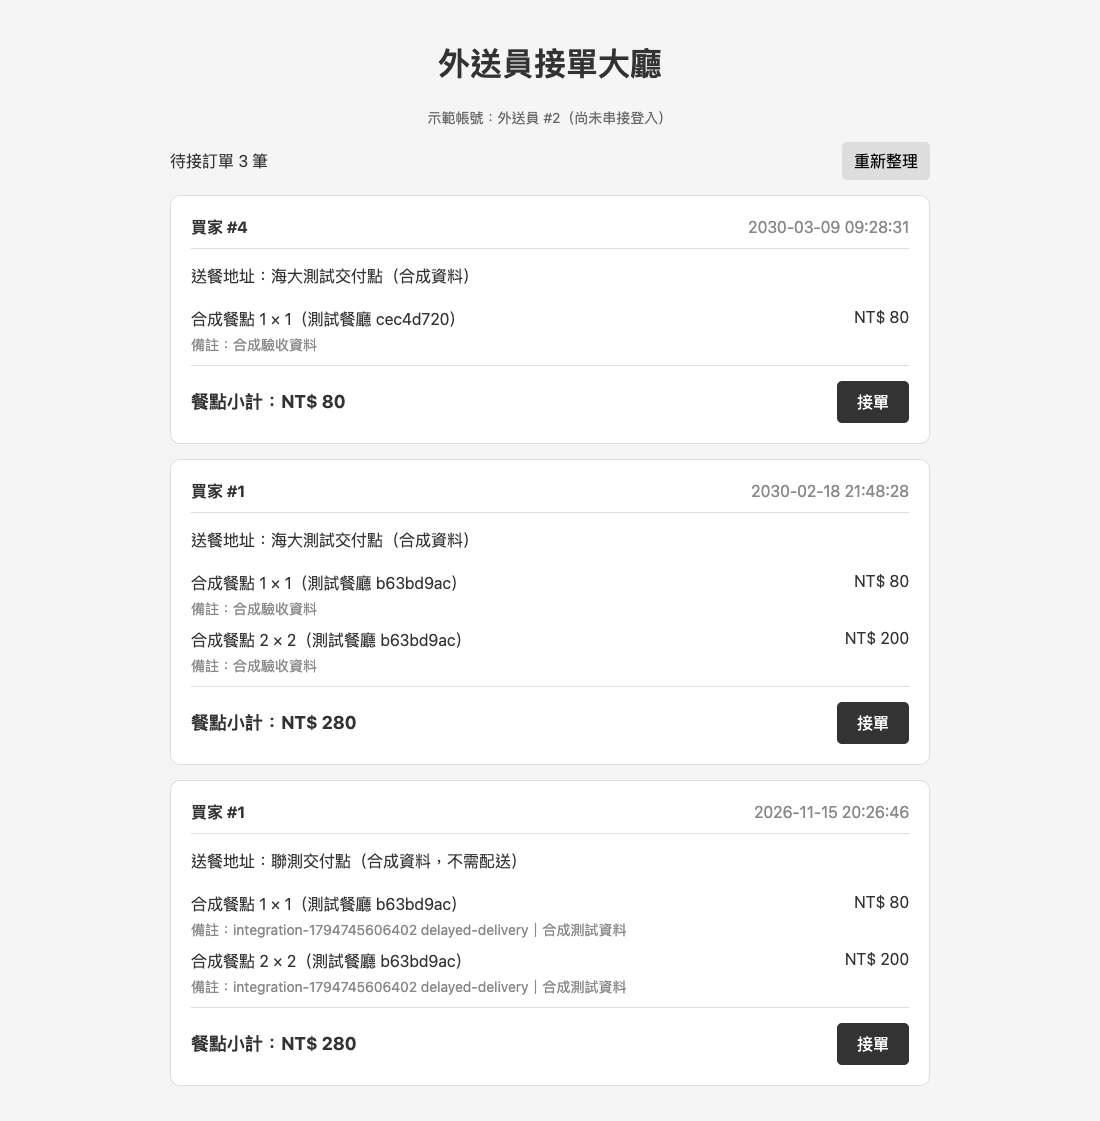 外送員接單大廳
示範帳號：外送員 #2（尚未串接登入）
待接訂單 3 筆
重新整理
買家 #4
2030-03-09 09:28:31
送餐地址：海大測試交付點（合成資料）
合成餐點 1 × 1（測試餐廳 cec4d720）
NT$ 80
備註：合成驗收資料
餐點小計：NT$ 80
接單
買家 #1
2030-02-18 21:48:28
送餐地址：海大測試交付點（合成資料）
合成餐點 1 × 1（測試餐廳 b63bd9ac）
NT$ 80
備註：合成驗收資料
合成餐點 2 × 2（測試餐廳 b63bd9ac）
NT$ 200
備註：合成驗收資料
餐點小計：NT$ 280
接單
買家 #1
2026-11-15 20:26:46
送餐地址：聯測交付點（合成資料，不需配送）
合成餐點 1 × 1（測試餐廳 b63bd9ac）
NT$ 80
備註：integration-1794745606402 delayed-delivery｜合成測試資料
合成餐點 2 × 2（測試餐廳 b63bd9ac）
NT$ 200
備註：integration-1794745606402 delayed-delivery｜合成測試資料
餐點小計：NT$ 280
接單